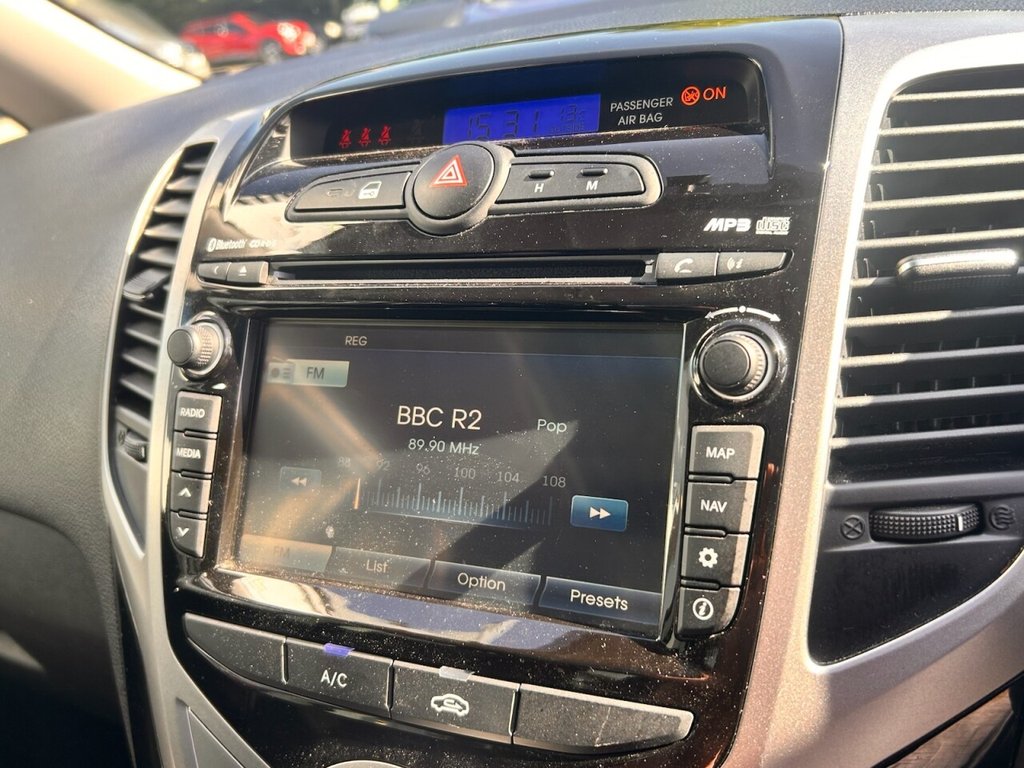 15:31
PASSENGER
AIR BAG
ON
H
M
MP3
Bluetooth
REG
FM
BBC R2
Pop
89.90 MHz
88 92 96 100 104 108
FM
List
Option
Presets
RADIO
MEDIA
MAP
NAV
A/C